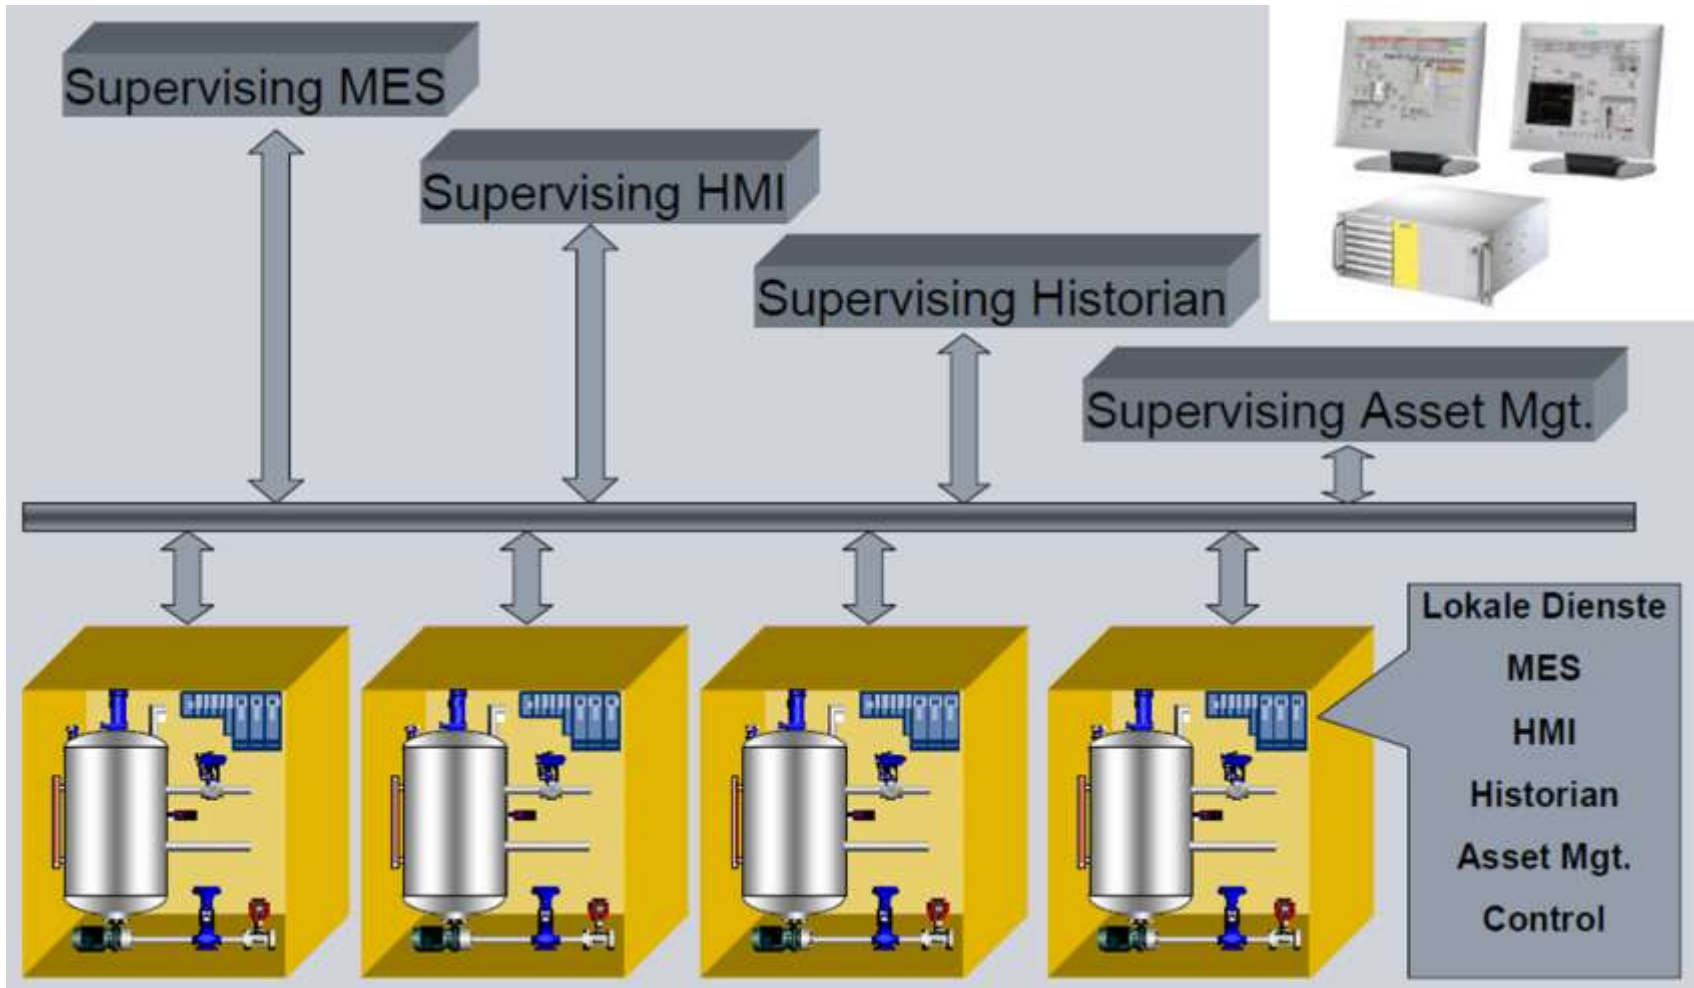 Supervising MES
Supervising HMI
Supervising Historian
Supervising Asset Mgt.
Lokale Dienste
MES
HMI
Historian
Asset Mgt.
Control